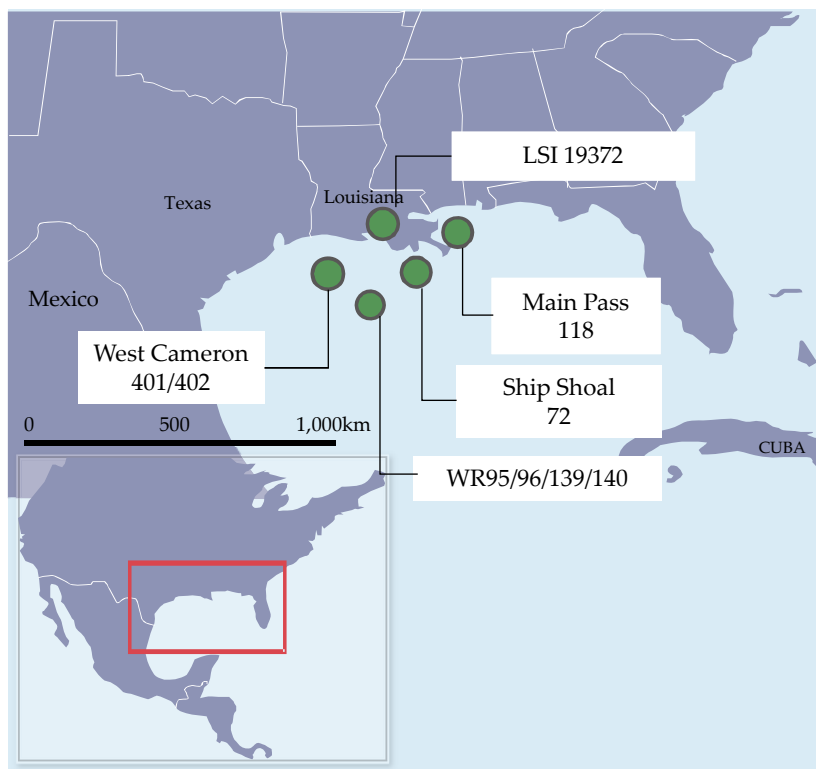 LSI 19372
Louisiana
Texas
Mexico
Main Pass
118
West Cameron
401/402
Ship Shoal
72
0 500 1,000km
CUBA
WR95/96/139/140